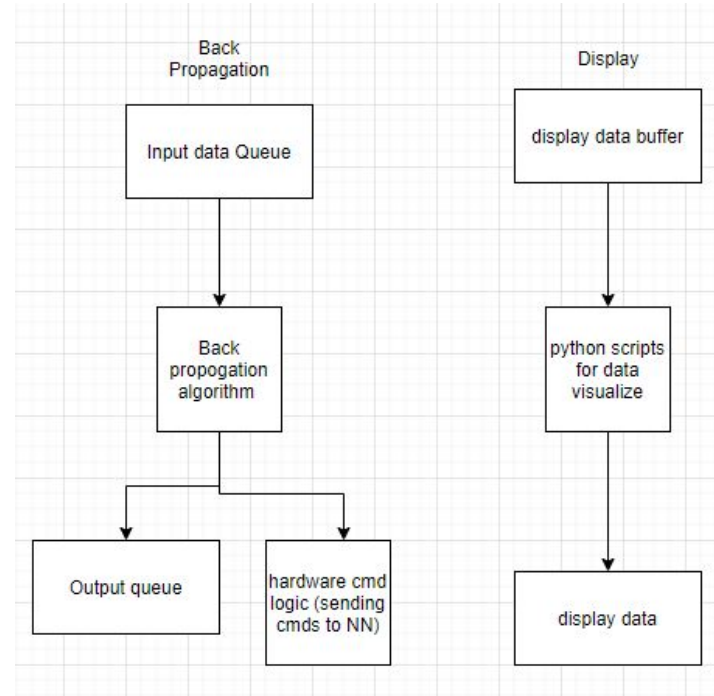 Back
Propagation
Input data Queue
Back
propogation
algorithm
Output queue
hardware cmd
logic (sending
cmds to NN)
Display
display data buffer
python scripts
for data
visualize
display data